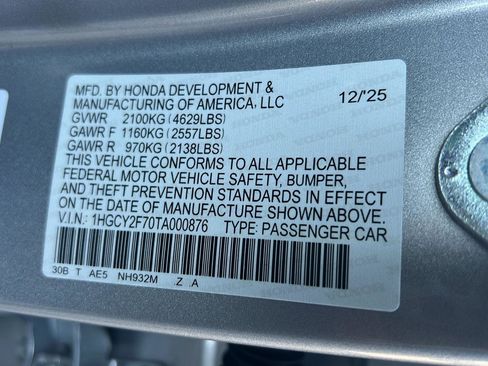 MFD. BY HONDA DEVELOPMENT &
MANUFACTURING OF AMERICA, LLC 12/'25
GVWR 2100KG(4629LBS)
GAWR F 1160KG(2557LBS)
GAWR R 970KG(2138LBS)
THIS VEHICLE CONFORMS TO ALL APPLICABLE
FEDERAL MOTOR VEHICLE SAFETY, BUMPER,
AND THEFT PREVENTION STANDARDS IN EFFECT
ON THE DATE OF MANUFACTURE SHOWN ABOVE.
V.I.N.: 1HGCY2F70TA000876 TYPE: PASSENGER CAR
30B T AE5 NH932M .Z .A